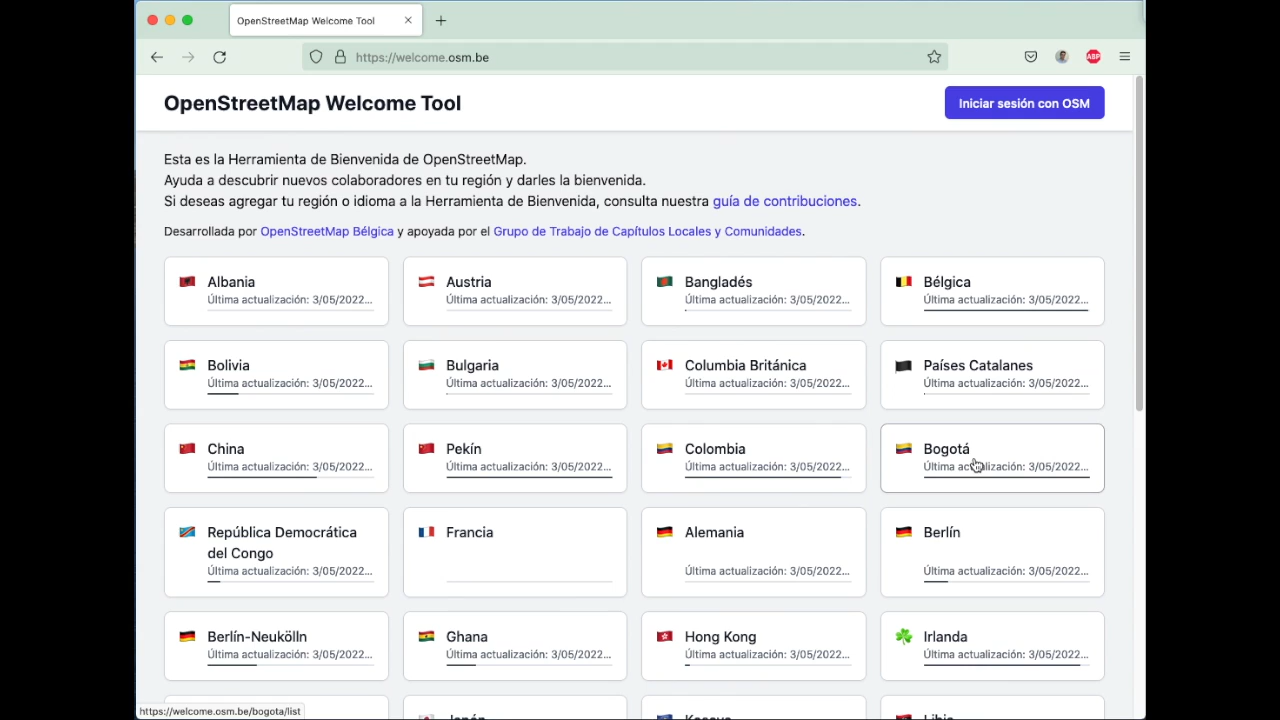 OpenStreetMap Welcome Tool
https://welcome.osm.be
ABP
OpenStreetMap Welcome Tool
Iniciar sesión con OSM
Esta es la Herramienta de Bienvenida de OpenStreetMap.
Ayuda a descubrir nuevos colaboradores en tu región y darles la bienvenida.
Si deseas agregar tu región o idioma a la Herramienta de Bienvenida, consulta nuestra guía de contribuciones.
Desarrollada por OpenStreetMap Bélgica y apoyada por el Grupo de Trabajo de Capítulos Locales y Comunidades.
Albania
Última actualización: 3/05/2022...
Austria
Última actualización: 3/05/2022...
Bangladés
Última actualización: 3/05/2022...
Bélgica
Última actualización: 3/05/2022...
Bolivia
Última actualización: 3/05/2022...
Bulgaria
Última actualización: 3/05/2022...
Columbia Británica
Última actualización: 3/05/2022...
Países Catalanes
Última actualización: 3/05/2022...
China
Última actualización: 3/05/2022...
Pekín
Última actualización: 3/05/2022...
Colombia
Última actualización: 3/05/2022...
Bogotá
Última actualización: 3/05/2022...
República Democrática
del Congo
Última actualización: 3/05/2022...
Francia
Alemania
Última actualización: 3/05/2022...
Berlín
Última actualización: 3/05/2022...
Berlín-Neukölln
Última actualización: 3/05/2022...
Ghana
Última actualización: 3/05/2022...
Hong Kong
Última actualización: 3/05/2022...
Irlanda
Última actualización: 3/05/2022...
Japón
Kosovo
Libia
https://welcome.osm.be/bogota/list